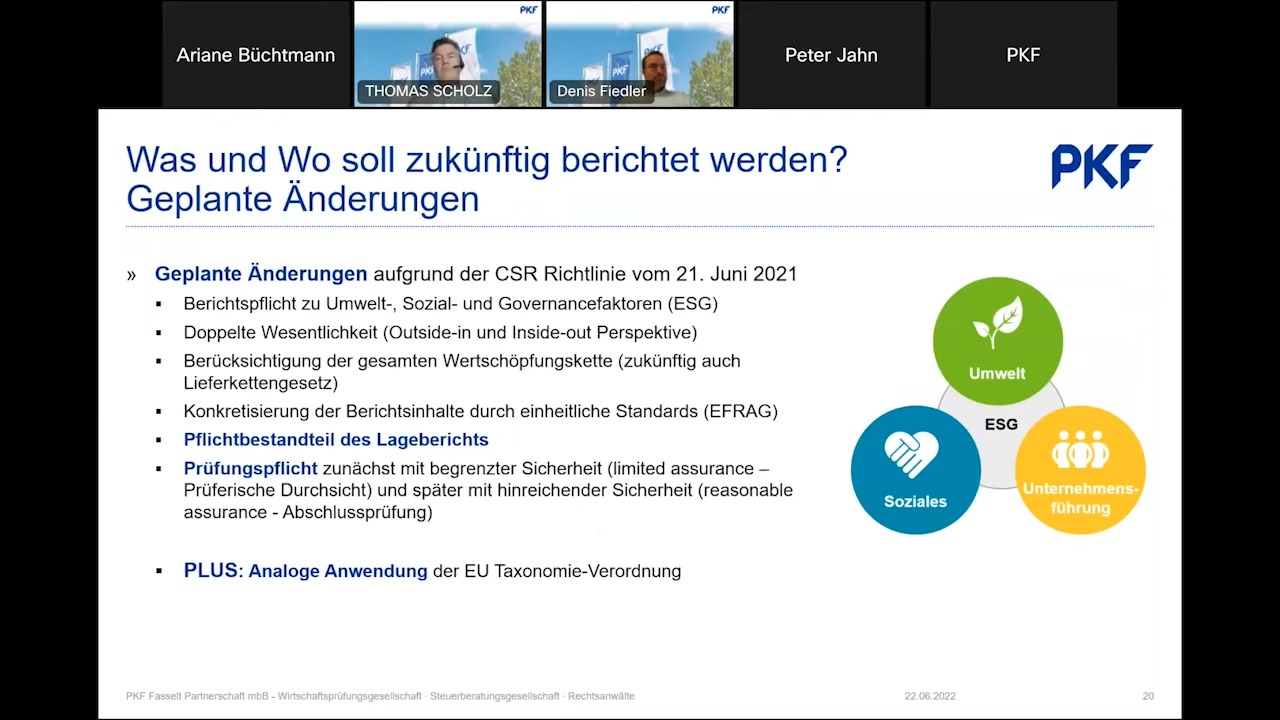 Ariane Büchtmann
PKF
PKF
THOMAS SCHOLZ
PKF
PKF
Denis Fiedler
Peter Jahn
PKF
Was und Wo soll zukünftig berichtet werden?
Geplante Änderungen
PKF
» Geplante Änderungen aufgrund der CSR Richtlinie vom 21. Juni 2021
▪ Berichtspflicht zu Umwelt-, Sozial- und Governancefaktoren (ESG)
▪ Doppelte Wesentlichkeit (Outside-in und Inside-out Perspektive)
▪ Berücksichtigung der gesamten Wertschöpfungskette (zukünftig auch
Lieferkettengesetz)
▪ Konkretisierung der Berichtsinhalte durch einheitliche Standards (EFRAG)
▪ Pflichtbestandteil des Lageberichts
▪ Prüfungspflicht zunächst mit begrenzter Sicherheit (limited assurance –
Prüferische Durchsicht) und später mit hinreichender Sicherheit (reasonable
assurance - Abschlussprüfung)
▪ PLUS: Analoge Anwendung der EU Taxonomie-Verordnung
Umwelt
ESG
Soziales
Unternehmens-
führung
PKF Fasselt Partnerschaft mbB - Wirtschaftsprüfungsgesellschaft · Steuerberatungsgesellschaft · Rechtsanwälte
22.06.2022
20